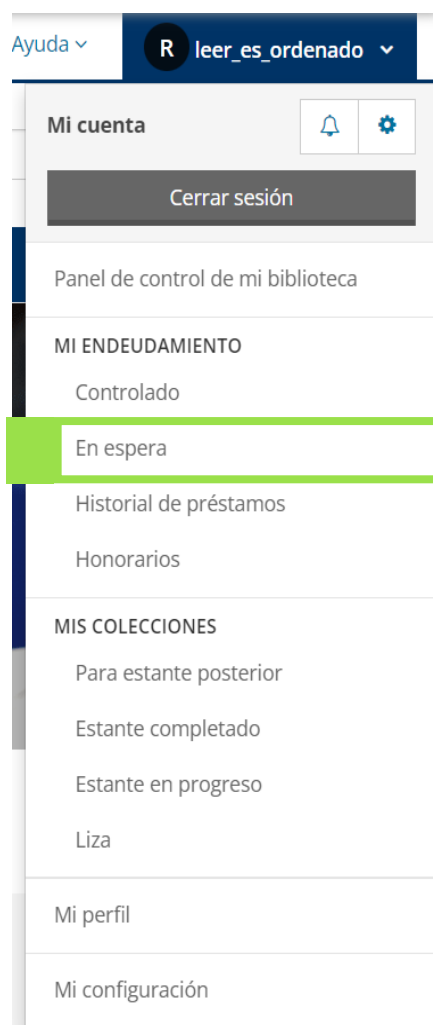 Ayuda
R leer_es_ordenado
Mi cuenta
Cerrar sesión
Panel de control de mi biblioteca
MI ENDEUDAMIENTO
Controlado
En espera
Historial de préstamos
Honorarios
MIS COLECCIONES
Para estante posterior
Estante completado
Estante en progreso
Liza
Mi perfil
Mi configuración